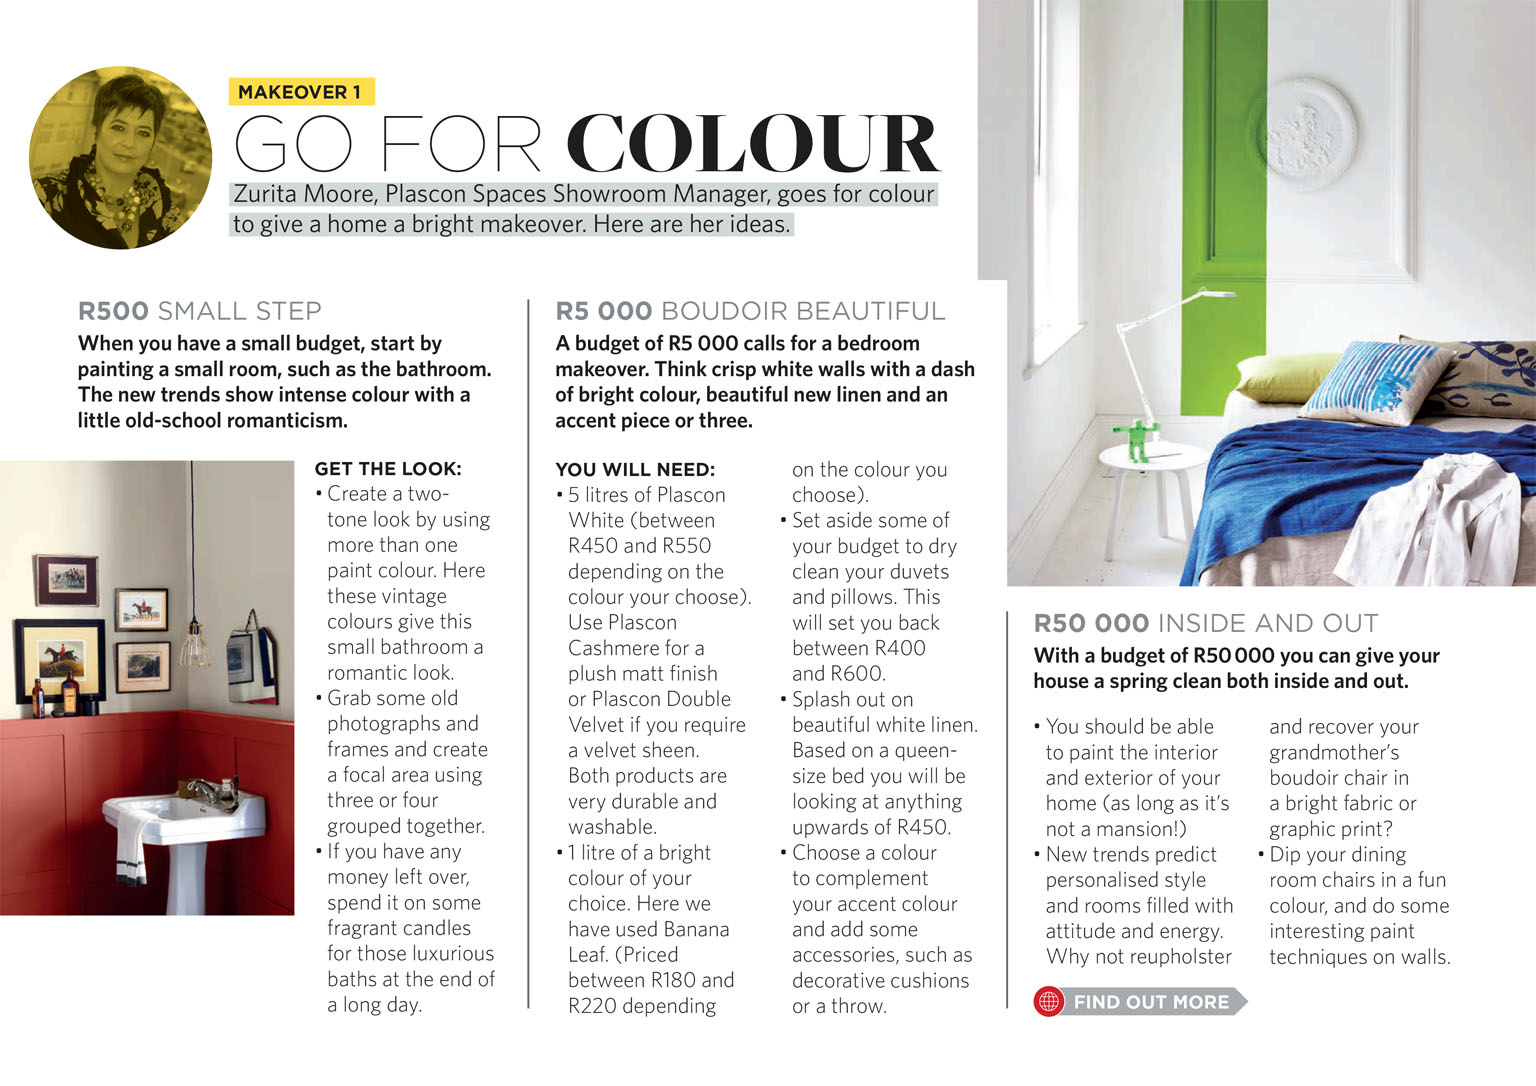 MAKEOVER 1
GO FOR COLOUR
Zurita Moore, Plascon Spaces Showroom Manager, goes for colour
to give a home a bright makeover. Here are her ideas.
R500 SMALL STEP
When you have a small budget, start by
painting a small room, such as the bathroom.
The new trends show intense colour with a
little old-school romanticism.
GET THE LOOK:
• Create a two-
tone look by using
more than one
paint colour. Here
these vintage
colours give this
small bathroom a
romantic look.
• Grab some old
photographs and
frames and create
a focal area using
three or four
grouped together.
• If you have any
money left over,
spend it on some
fragrant candles
for those luxurious
baths at the end of
a long day.
R5 000 BOUDOIR BEAUTIFUL
A budget of R5 000 calls for a bedroom
makeover. Think crisp white walls with a dash
of bright colour, beautiful new linen and an
accent piece or three.
YOU WILL NEED:
• 5 litres of Plascon
White (between
R450 and R550
depending on the
colour your choose).
Use Plascon
Cashmere for a
plush matt finish
or Plascon Double
Velvet if you require
a velvet sheen.
Both products are
very durable and
washable.
• 1 litre of a bright
colour of your
choice. Here we
have used Banana
Leaf. (Priced
between R180 and
R220 depending
on the colour you
choose).
• Set aside some of
your budget to dry
clean your duvets
and pillows. This
will set you back
between R400
and R600.
• Splash out on
beautiful white linen.
Based on a queen-
size bed you will be
looking at anything
upwards of R450.
• Choose a colour
to complement
your accent colour
and add some
accessories, such as
decorative cushions
or a throw.
R50 000 INSIDE AND OUT
With a budget of R50 000 you can give your
house a spring clean both inside and out.
• You should be able
to paint the interior
and exterior of your
home (as long as it's
not a mansion!)
• New trends predict
personalised style
and rooms filled with
attitude and energy.
Why not reupholster
and recover your
grandmother's
boudoir chair in
a bright fabric or
graphic print?
• Dip your dining
room chairs in a fun
colour, and do some
interesting paint
techniques on walls.
FIND OUT MORE